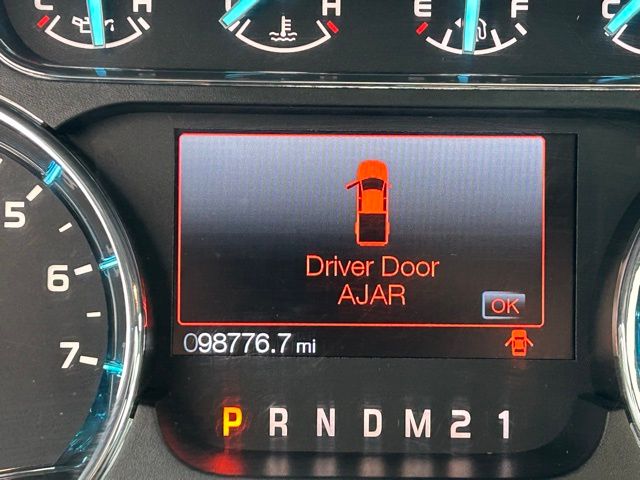 C H H E F C
5
6
7
Driver Door
AJAR
OK
098776.7 mi
P R N D M 2 1